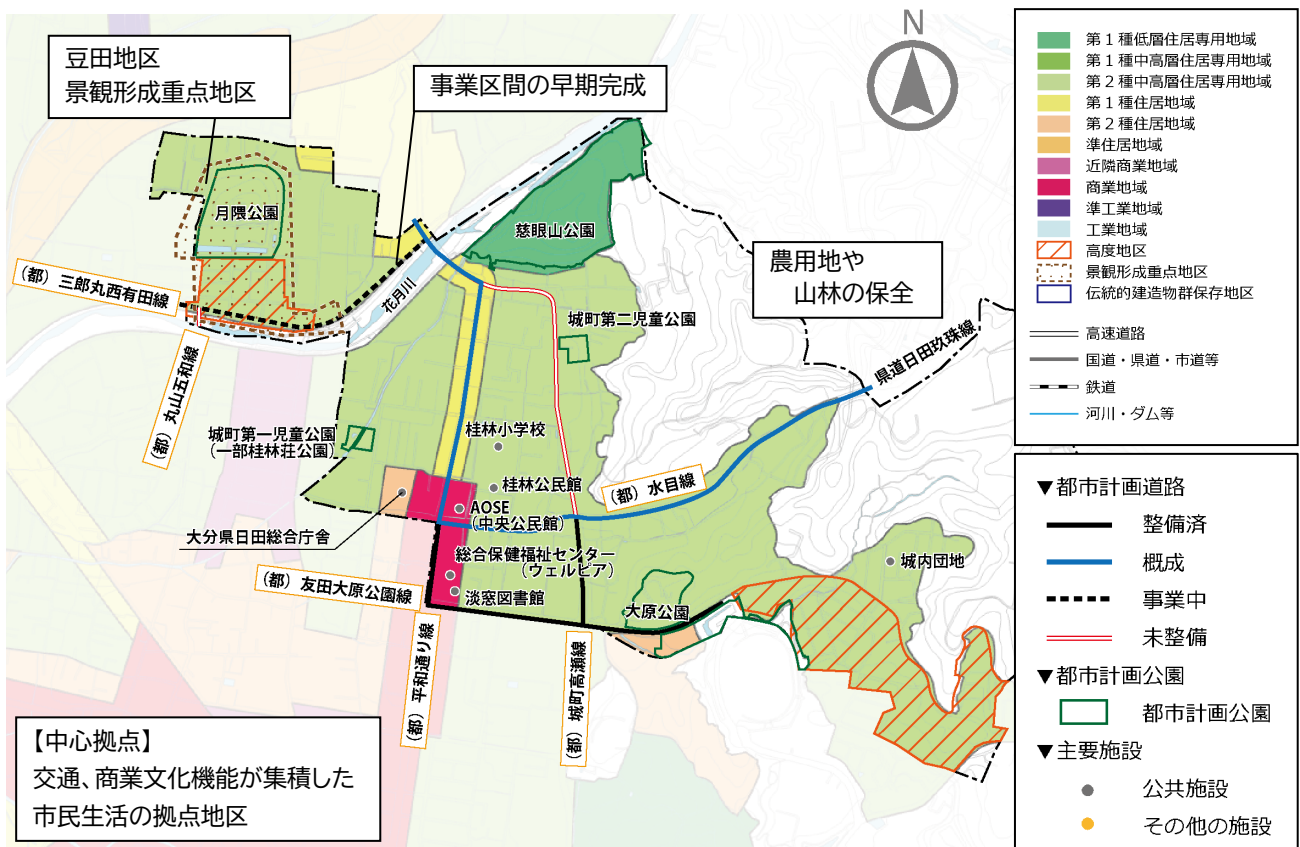 豆田地区
景観形成重点地区
事業区間の早期完成
N
月隈公園
慈眼山公園
農用地や
山林の保全
(都) 三郎丸西有田線
花月川
城町第二児童公園
(都) 丸山五和線
県道日田玖珠線
城町第一児童公園
(一部桂林荘公園)
桂林小学校
桂林公民館
(都) 水目線
AOSE
(中央公民館)
大分県日田総合庁舎
総合保健福祉センター
(ウェルピア)
城内団地
(都) 友田大原公園線
淡窓図書館
大原公園
(都) 平和通り線
(都) 城町高瀬線
【中心拠点】
交通、商業文化機能が集積した
市民生活の拠点地区
第1種低層住居専用地域
第1種中高層住居専用地域
第2種中高層住居専用地域
第1種住居地域
第2種住居地域
準住居地域
近隣商業地域
商業地域
準工業地域
工業地域
高度地区
景観形成重点地区
伝統的建造物群保存地区
高速道路
国道・県道・市道等
鉄道
河川・ダム等
▼都市計画道路
整備済
概成
事業中
未整備
▼都市計画公園
都市計画公園
▼主要施設
公共施設
その他の施設